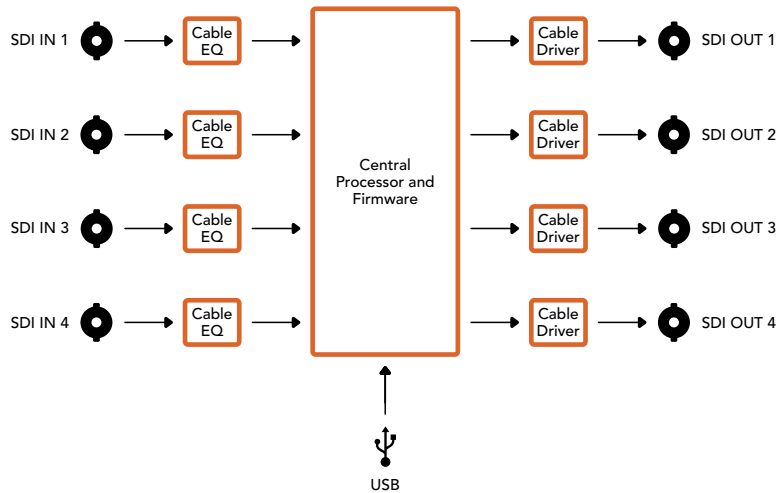 SDI IN 1
Cable
EQ
Cable
Driver
SDI OUT 1
SDI IN 2
Cable
EQ
Cable
Driver
SDI OUT 2
Central
Processor and
Firmware
SDI IN 3
Cable
EQ
Cable
Driver
SDI OUT 3
SDI IN 4
Cable
EQ
Cable
Driver
SDI OUT 4
USB